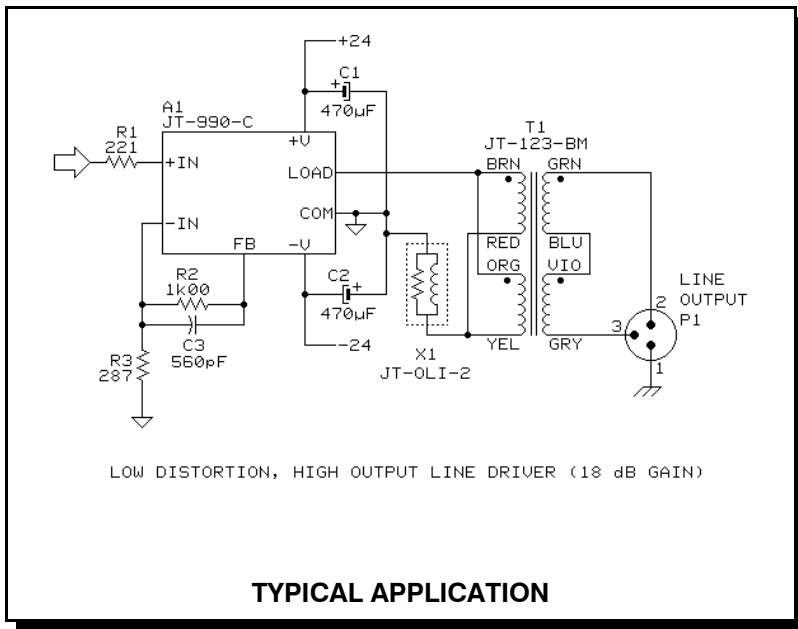 +24
C1
+
470µF
A1
JT-990-C
R1
221
+V
T1
JT-123-BM
+IN
LOAD
BRN
GRN
COM
-IN
FB
-V
RED
BLU
ORG
VIO
R2
1k00
C2
+
470µF
LINE
OUTPUT
P1
2
3
1
C3
560pF
-24
YEL
GRY
R3
287
X1
JT-OLI-2
LOW DISTORTION, HIGH OUTPUT LINE DRIVER (18 dB GAIN)
TYPICAL APPLICATION